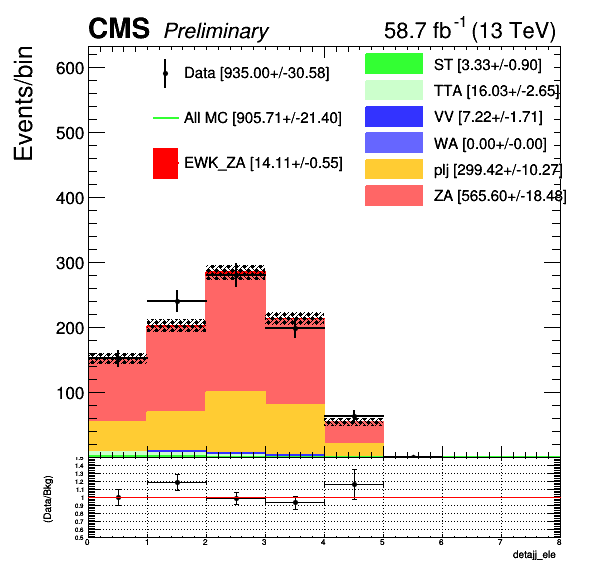 CMS Preliminary 58.7 fb⁻¹ (13 TeV)
Events/bin
600
500
400
300
200
100
Data [935.00+/-30.58]
All MC [905.71+/-21.40]
EWK_ZA [14.11+/-0.55]
ST [3.33+/-0.90]
TTA [16.03+/-2.65]
VV [7.22+/-1.71]
WA [0.00+/-0.00]
plj [299.42+/-10.27]
ZA [565.60+/-18.48]
(Data/Bkg)
1.5
1.4
1.3
1.2
1.1
1
0.9
0.8
0.7
0.6
0.5
0 1 2 3 4 5 6 7 8
detajj_ele